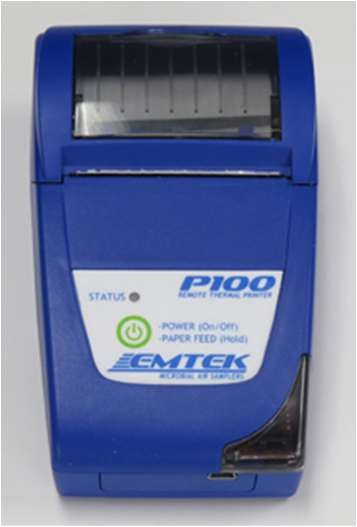 P100
REMOTE THERMAL PRINTER
STATUS
-POWER (On/Off)
-PAPER FEED (Hold)
EMTEK
MICROBIAL AIR SAMPLERS